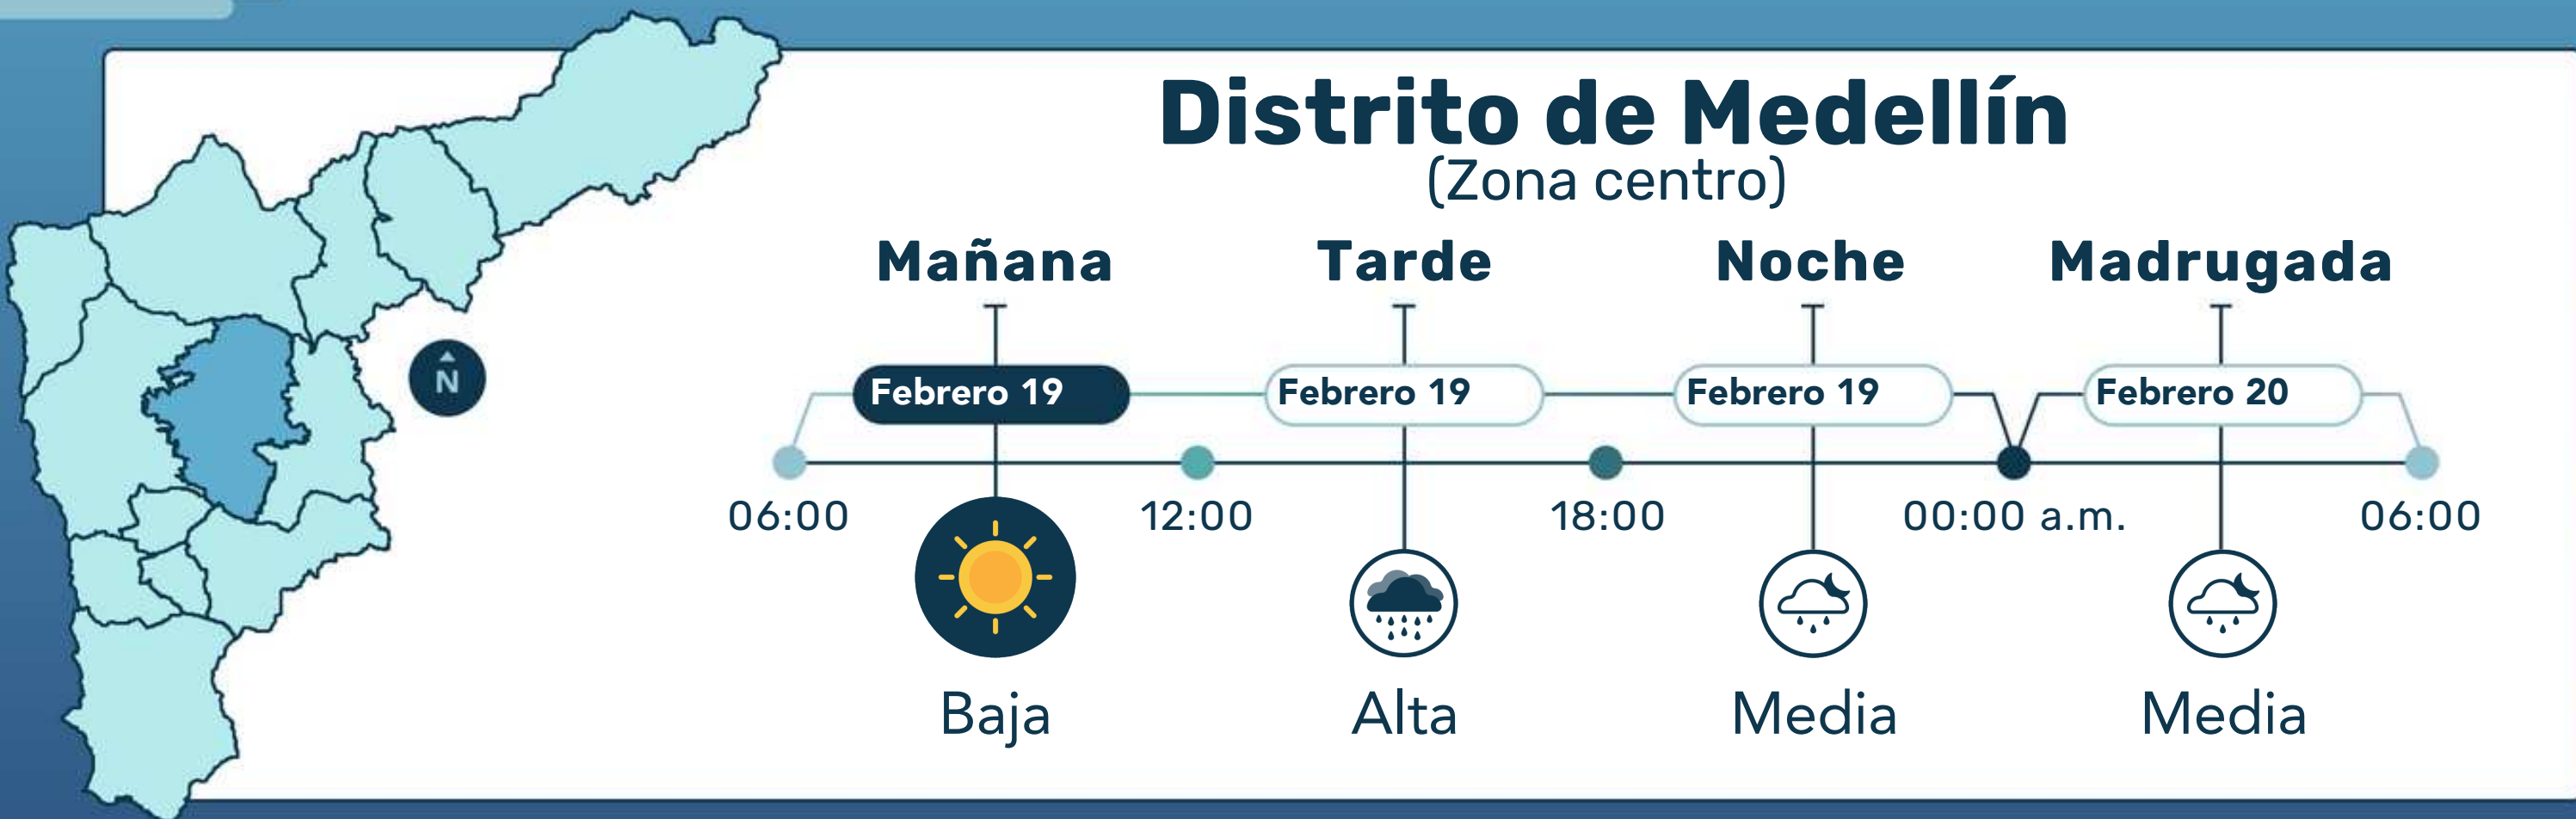 Distrito de Medellín
(Zona centro)
Mañana Tarde Noche Madrugada
Febrero 19 Febrero 19 Febrero 19 Febrero 20
N
06:00 12:00 18:00 00:00 a.m. 06:00
Baja Alta Media Media